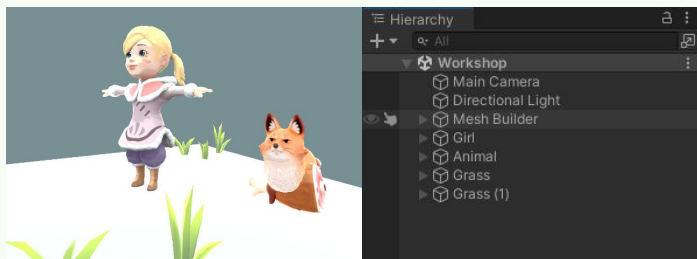 Hierarchy
All
Workshop
Main Camera
Directional Light
Mesh Builder
Girl
Animal
Grass
Grass (1)